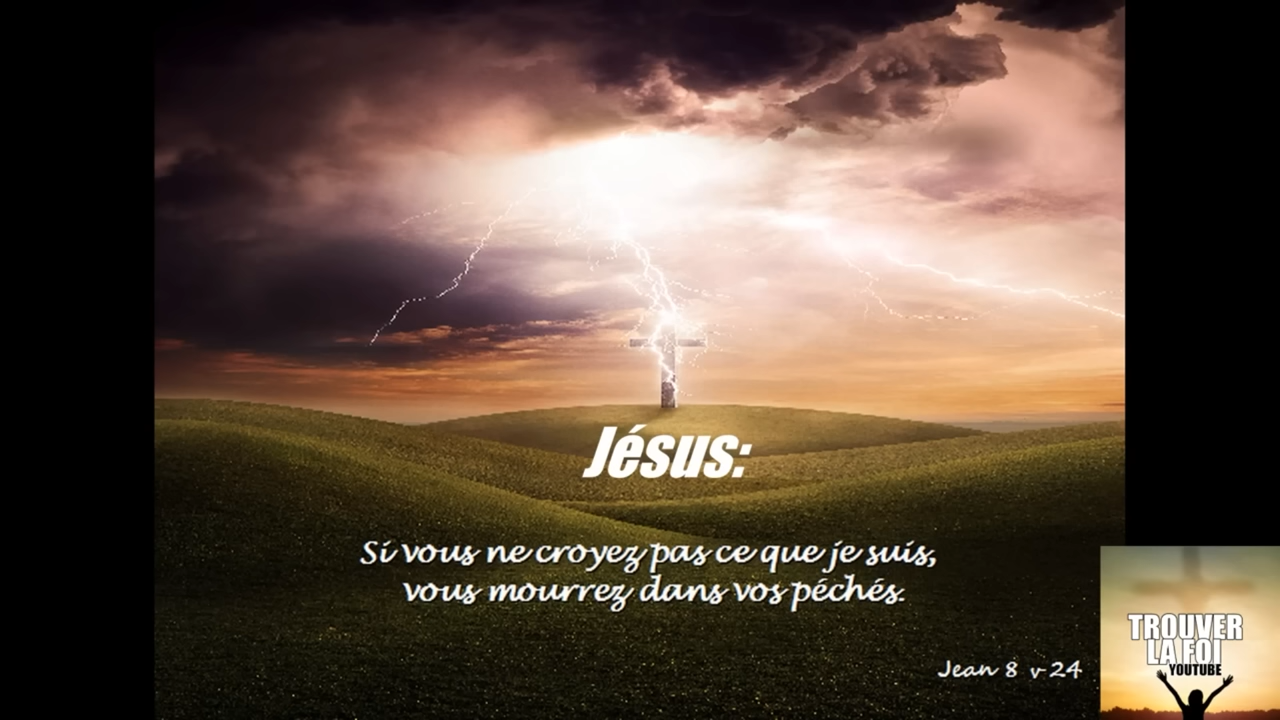 Jésus:
Si vous ne croyez pas ce que je suis,
vous mourrez dans vos péchés.
Jean 8 v 24
TROUVER
LA FOI
YOUTUBE